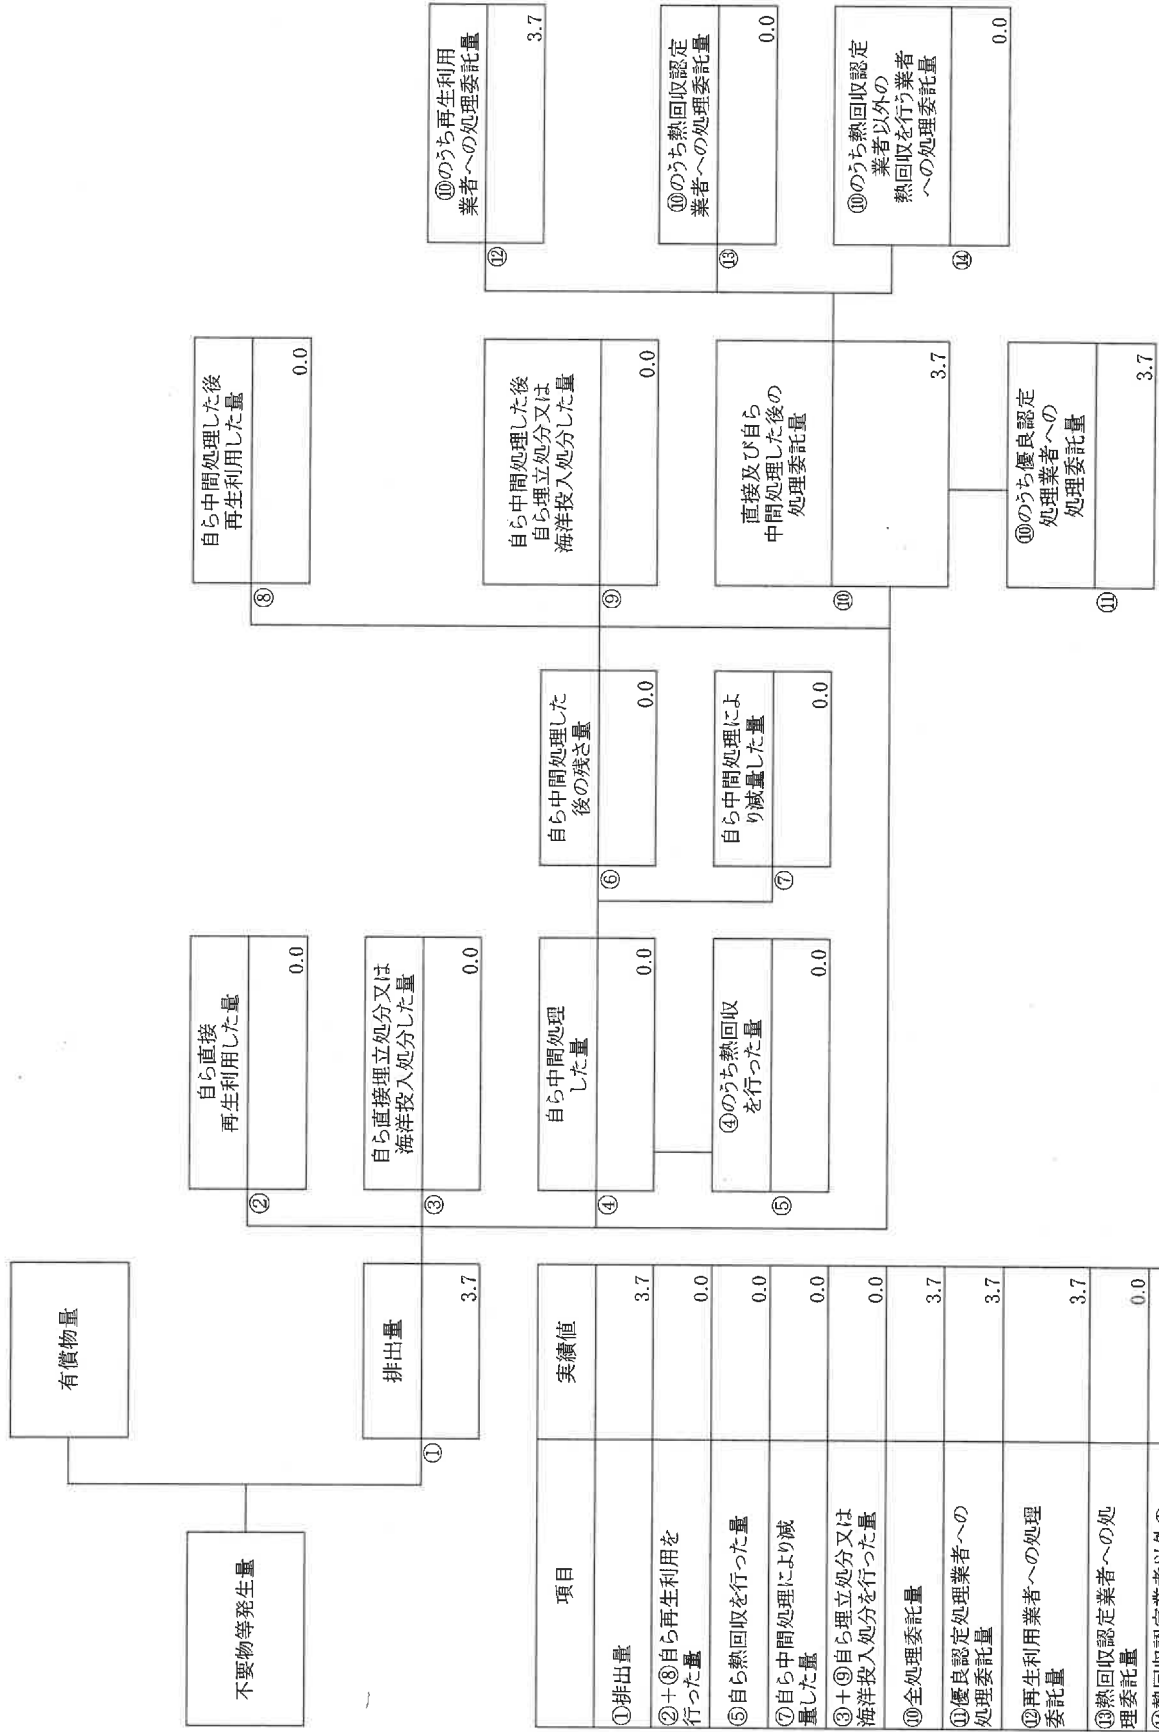 不要物等発生量
有償物量
排出量
①
3.7
自ら直接
再生利用した量
②
0.0
自ら直接埋立処分又は
海洋投入処分した量
③
0.0
自ら中間処理
した量
④
0.0
④のうち熱回収
を行った量
⑤
0.0
自ら中間処理した
後の残さ量
⑥
0.0
自ら中間処理によ
り減量した量
⑦
0.0
自ら中間処理した後
再生利用した量
⑧
0.0
自ら中間処理した後
自ら埋立処分又は
海洋投入処分した量
⑨
0.0
直接及び自ら
中間処理した後の
処理委託量
⑩
3.7
⑩のうち優良認定
処理業者への
処理委託量
⑪
3.7
⑩のうち再生利用
業者への処理委託量
⑫
3.7
⑩のうち熱回収認定
業者への処理委託量
⑬
0.0
⑩のうち熱回収認定
業者以外の
熱回収を行う業者
への処理委託量
⑭
0.0
項目 実績値
①排出量 3.7
②+⑧自ら再生利用を
行った量 0.0
⑤自ら熱回収を行った量 0.0
⑦自ら中間処理により減
量した量 0.0
③+⑨自ら埋立処分又は
海洋投入処分を行った量 0.0
⑩全処理委託量 3.7
⑪優良認定処理業者への
処理委託量 3.7
⑫再生利用業者への処理
委託量 3.7
⑬熱回収認定業者への処
理委託量 0.0